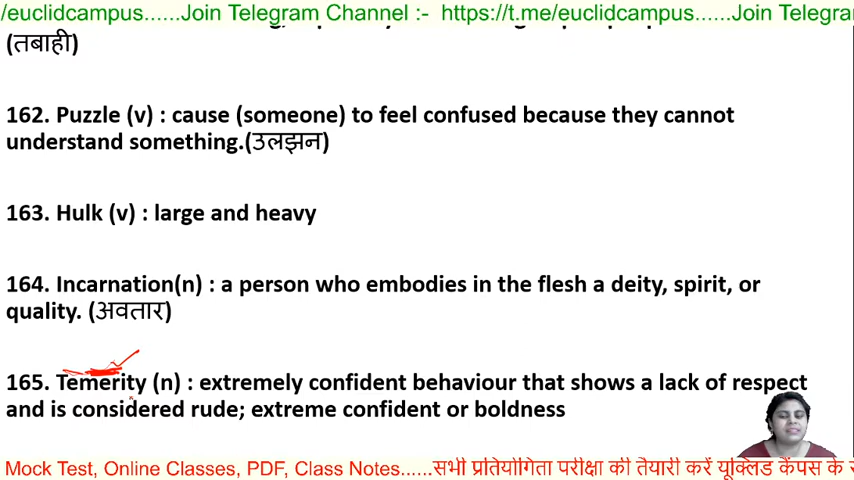 /euclidcampus......Join Telegram Channel :- https://t.me/euclidcampus......Join Telegra
(तबाही)
162. Puzzle (v) : cause (someone) to feel confused because they cannot
understand something.(उलझन)
163. Hulk (v) : large and heavy
164. Incarnation(n) : a person who embodies in the flesh a deity, spirit, or
quality. (अवतार)
165. Temerity (n) : extremely confident behaviour that shows a lack of respect
and is considered rude; extreme confident or boldness
Mock Test, Online Classes, PDF, Class Notes......सभी प्रतियोगिता परीक्षा की तैयारी करें यूक्लिड कैंपस के